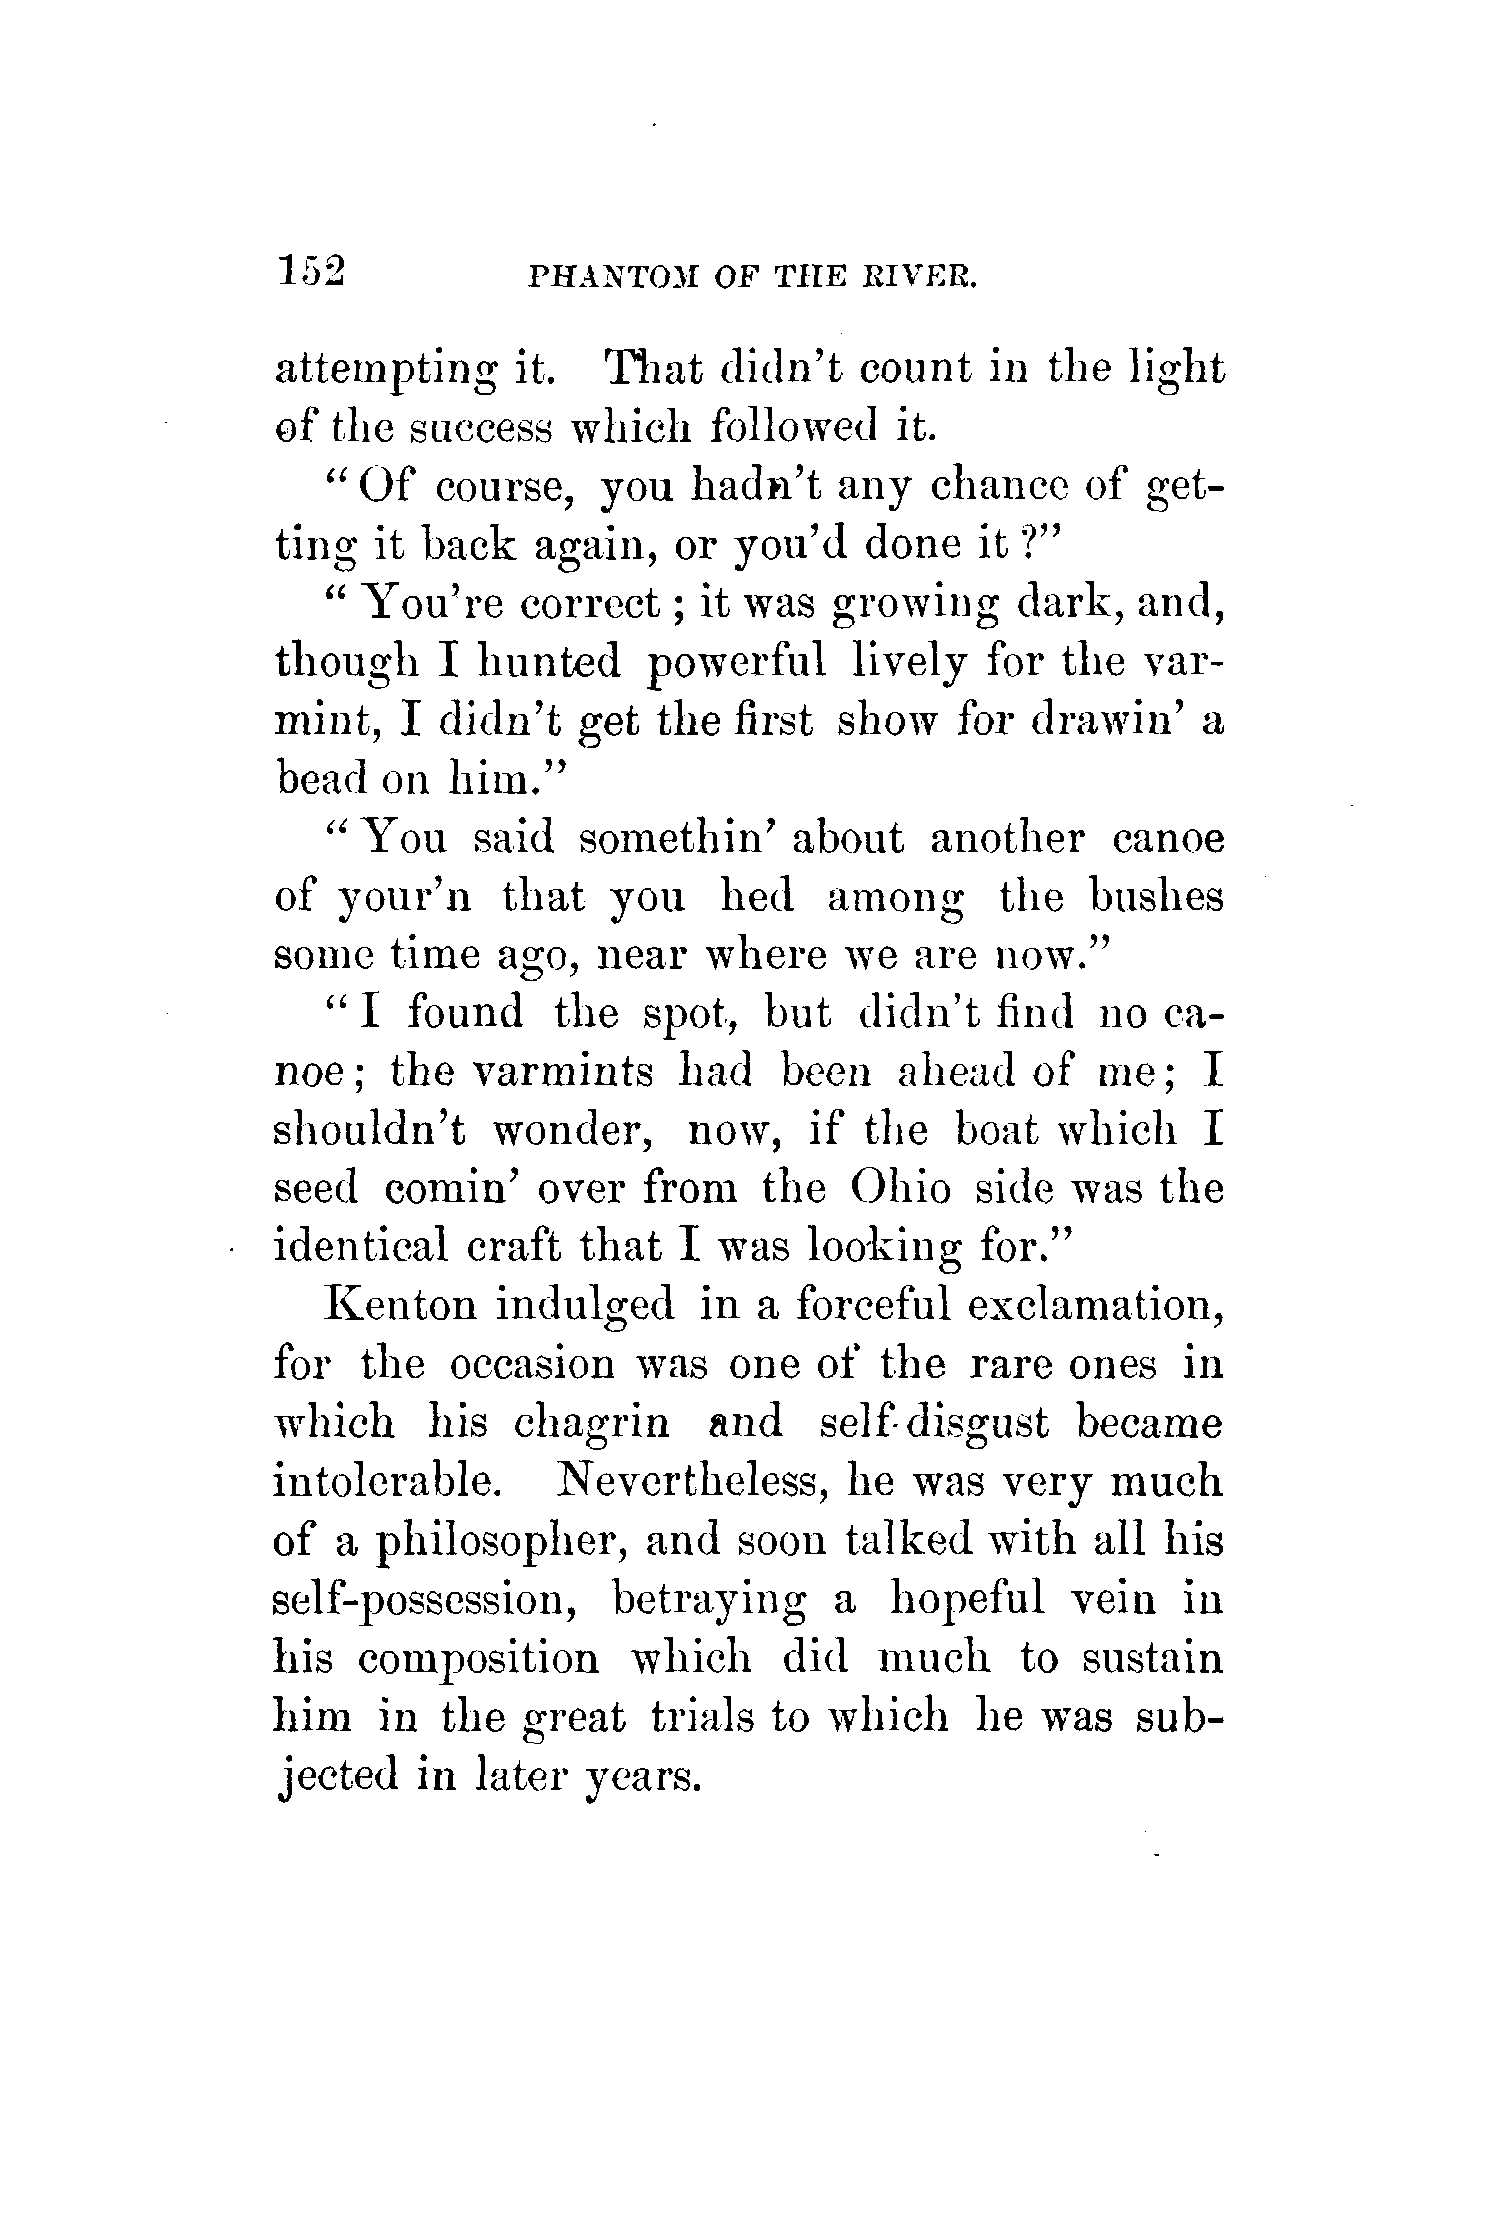 152 PHANTOM OF THE RIVER.
attempting it. That didn't count in the light
of the success which followed it.
"Of course, you hadn't any chance of get-
ting it back again, or you'd done it?"
"You're correct; it was growing dark, and,
though I hunted powerful lively for the var-
mint, I didn't get the first show for drawin' a
bead on him."
"You said somethin' about another canoe
of your'n that you hed among the bushes
some time ago, near where we are now."
"I found the spot, but didn't find no ca-
noe; the varmints had been ahead of me; I
shouldn't wonder, now, if the boat which I
seed comin' over from the Ohio side was the
identical craft that I was looking for."
Kenton indulged in a forceful exclamation,
for the occasion was one of the rare ones in
which his chagrin and self-disgust became
intolerable. Nevertheless, he was very much
of a philosopher, and soon talked with all his
self-possession, betraying a hopeful vein in
his composition which did much to sustain
him in the great trials to which he was sub-
jected in later years.